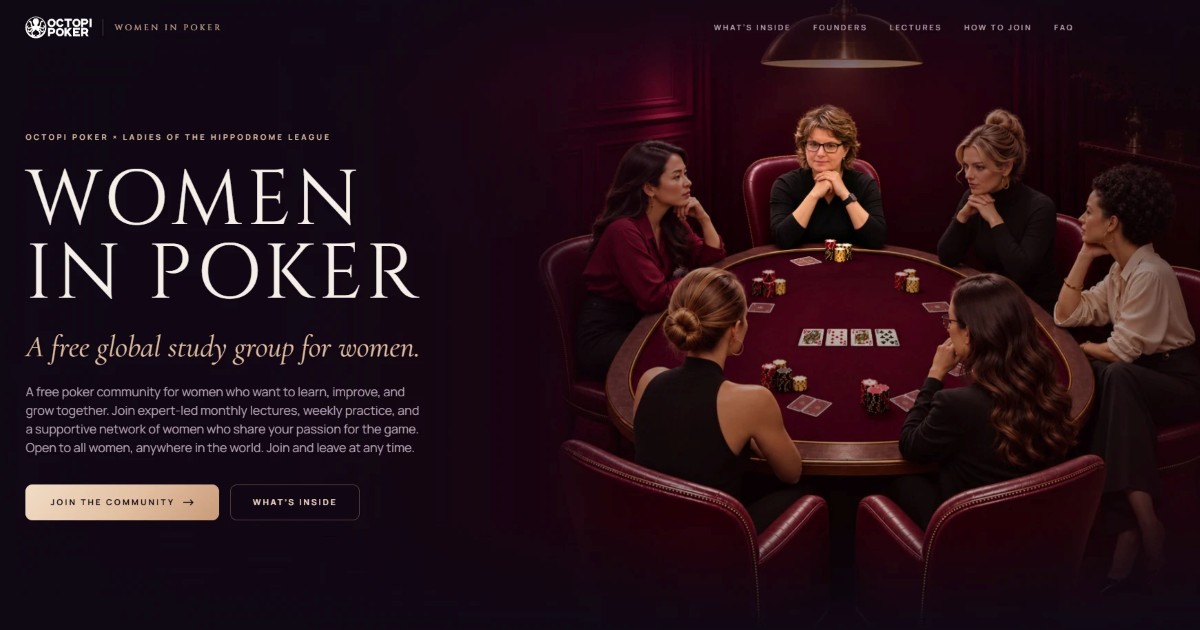 OCTOPI
POKER
WOMEN IN POKER
WHAT'S INSIDE
FOUNDERS
LECTURES
HOW TO JOIN
FAQ
OCTOPI POKER • LADIES OF THE HIPPODROME LEAGUE
WOMEN
IN POKER
A free global study group for women.
A free poker community for women who want to learn, improve, and
grow together. Join expert-led monthly lectures, weekly practice, and
a supportive network of women who share your passion for the game.
Open to all women, anywhere in the world. Join and leave at any time.
JOIN THE COMMUNITY →
WHAT'S INSIDE